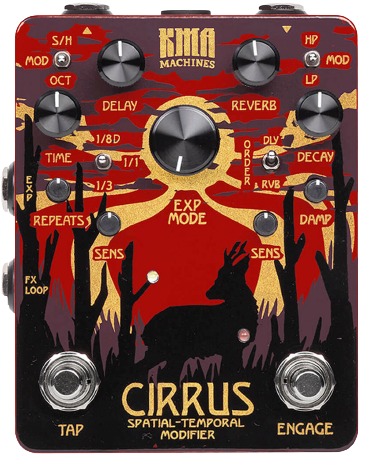 S/H
KMA
MACHINES
HP
MOD
MOD
OCT
LP
DELAY
REVERB
1/8D
DLY
TIME
1/1
ORDER
DECAY
1/3
& RVB
EXP
EXP
MODE
REPEATS
DAMP
SENS
SENS
FX
LOOP
CIRRUS
SPATIAL-TEMPORAL
MODIFIER
TAP
ENGAGE